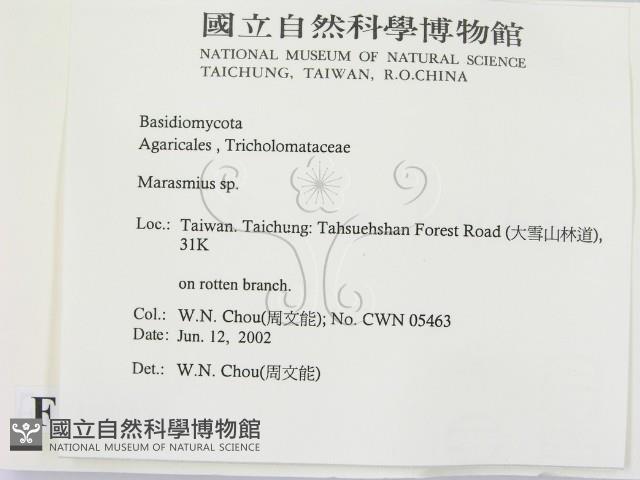 國立自然科學博物館
NATIONAL MUSEUM OF NATURAL SCIENCE
TAICHUNG, TAIWAN, R.O.CHINA
Basidiomycota
Agaricales , Tricholomataceae
Marasmius sp.
Loc.: Taiwan. Taichung: Tahsuehshan Forest Road (大雪山林道),
31K
on rotten branch.
Col.: W.N. Chou(周文能); No. CWN 05463
Date: Jun. 12, 2002
Det.: W.N. Chou(周文能)
F
國立自然科學博物館
NATIONAL MUSEUM OF NATURAL SCIENCE